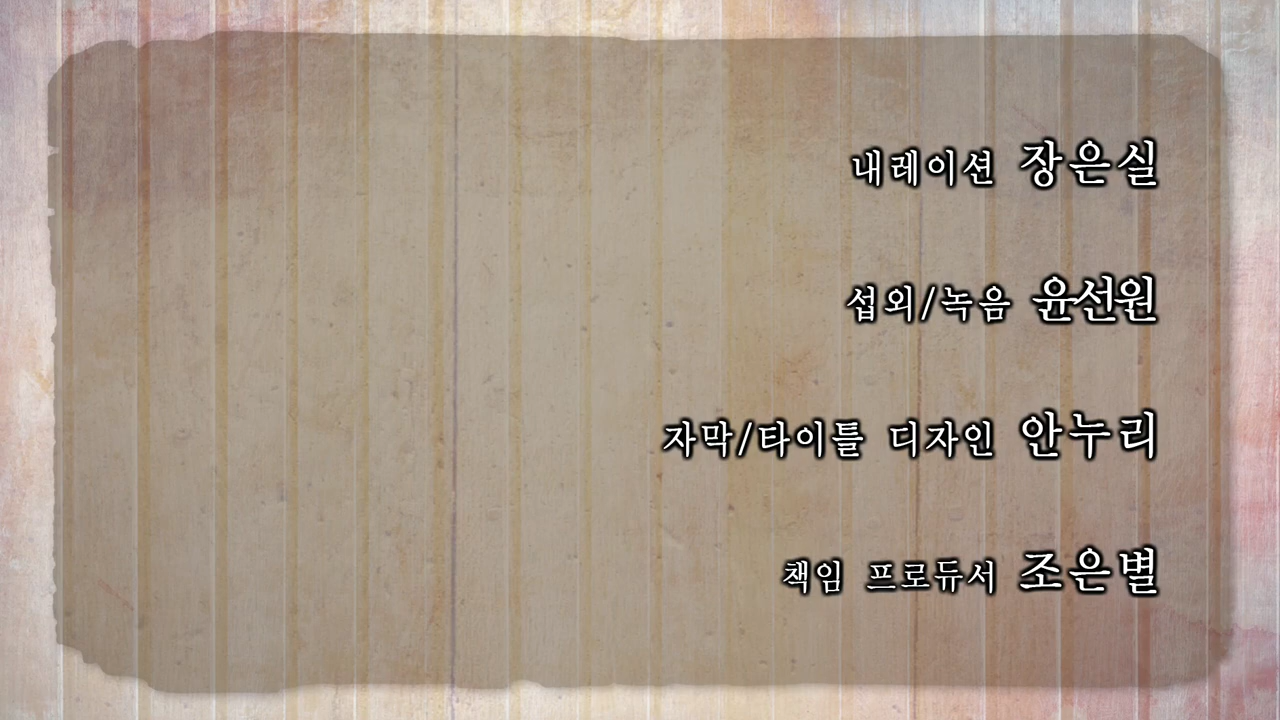 내레이션 장은실
섭외/녹음 윤선원
자막/타이틀 디자인 안누리
책임 프로듀서 조은별